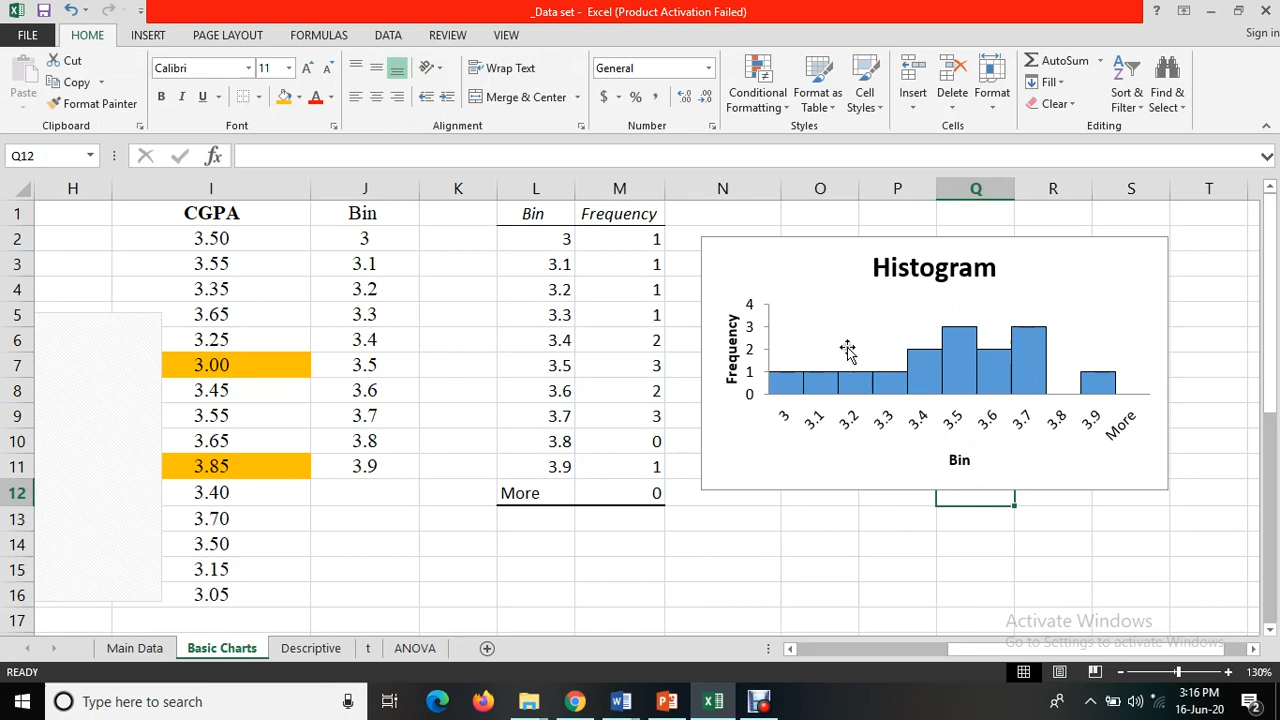 _Data set - Excel (Product Activation Failed)
? 
Sign in
FILE HOME INSERT PAGE LAYOUT FORMULAS DATA REVIEW VIEW
Paste
Cut
Copy
Format Painter
Clipboard
Calibri 11
B I U
Font
Wrap Text
Merge & Center
Alignment
General
$ % ,
Number
Conditional Formatting
Format as Table
Cell Styles
Styles
Insert Delete Format
Cells
AutoSum
Fill
Clear
Sort & Filter
Find & Select
Editing
Q12
fx
H I J K L M N O P Q R S T
1 CGPA Bin Bin Frequency
2 3.50 3 3 1
3 3.55 3.1 3.1 1
4 3.35 3.2 3.2 1
5 3.65 3.3 3.3 1
6 3.25 3.4 3.4 2
7 3.00 3.5 3.5 3
8 3.45 3.6 3.6 2
9 3.55 3.7 3.7 3
10 3.65 3.8 3.8 0
11 3.85 3.9 3.9 1
12 3.40 More 0
13 3.70
14 3.50
15 3.15
16 3.05
17
Histogram
Frequency
4
3
2
1
0
3 3.1 3.2 3.3 3.4 3.5 3.6 3.7 3.8 3.9 More
Bin
Activate Windows
Go to Settings to activate Windows.
Main Data Basic Charts Descriptive ANOVA
READY
130%
Type here to search
3:16 PM
16-Jun-20
2